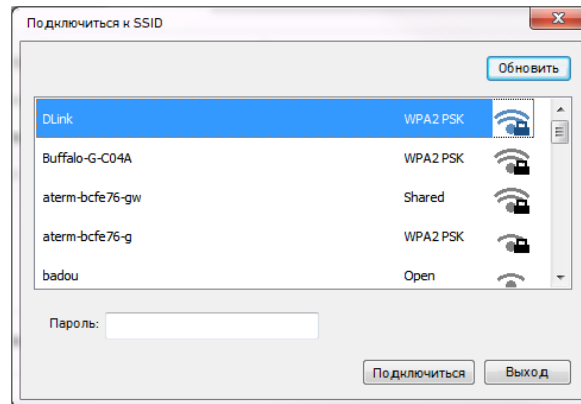 Подключиться к SSID
Обновить
DLink WPA2 PSK
Buffalo-G-C04A WPA2 PSK
aterm-bcfe76-gw Shared
aterm-bcfe76-g WPA2 PSK
badou Open
Пароль:
Подключиться Выход